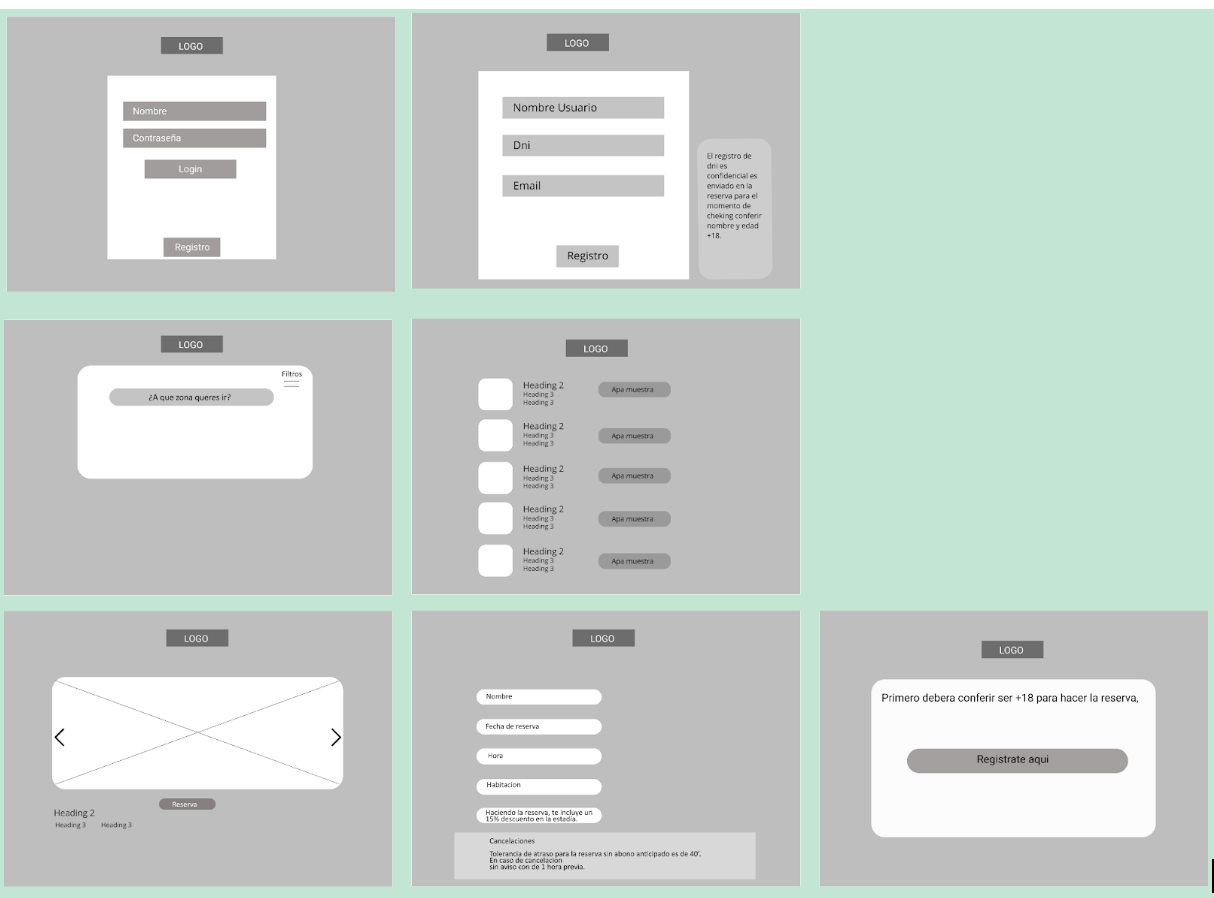 LOGO
Nombre
Contraseña
Login
Registro
LOGO
Nombre Usuario
Dni
Email
Registro
El registro de
dni es
confidencial es
enviado en la
reserva para el
momento de
cheking conferir
nombre y edad
+18.
LOGO
Filtros
¿A que zona queres ir?
LOGO
Heading 2
Heading 3
Heading 3
Apa muestra
Heading 2
Heading 3
Heading 3
Apa muestra
Heading 2
Heading 3
Heading 3
Apa muestra
Heading 2
Heading 3
Heading 3
Apa muestra
Heading 2
Heading 3
Heading 3
Apa muestra
LOGO
Reserva
Heading 2
Heading 3 Heading 3
LOGO
Nombre
Fecha de reserva
Hora
Habitacion
Haciendo la reserva, te incluye un
15% descuento en la estadia.
Cancelaciones
Tolerancia de atraso para la reserva sin abono anticipado es de 40'.
En caso de cancelacion
sin aviso con de 1 hora previa.
LOGO
Primero debera conferir ser +18 para hacer la reserva,
Registrate aqui